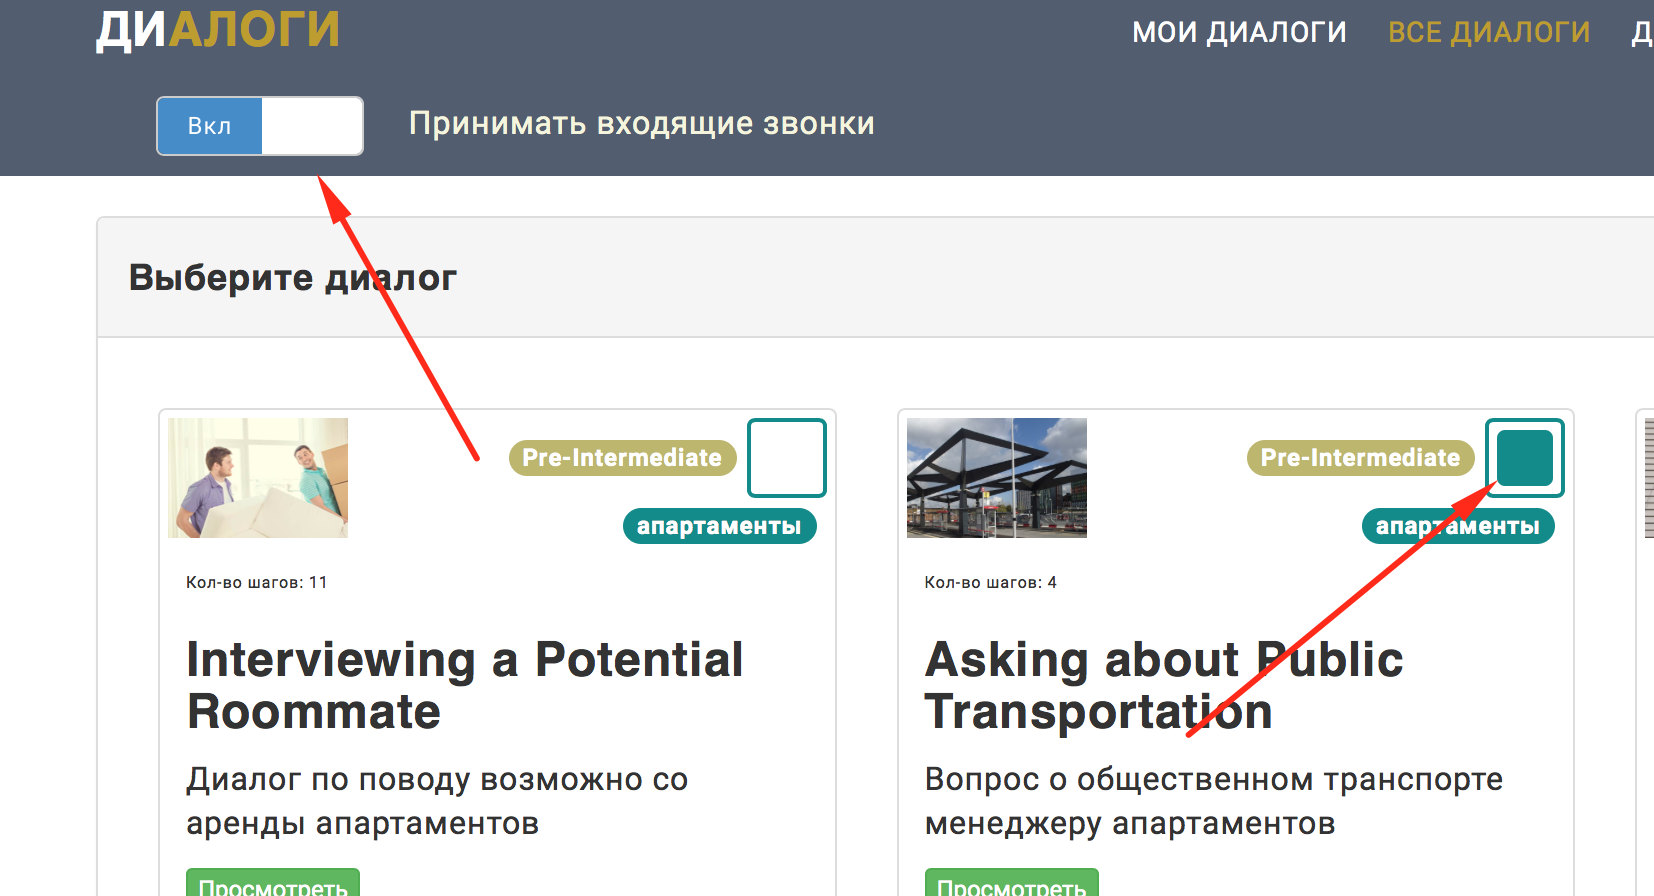 ДИАЛОГИ
МОИ ДИАЛОГИ ВСЕ ДИАЛОГИ Д
Вкл Принимать входящие звонки
Выберите диалог
Pre-Intermediate
апартаменты
Кол-во шагов: 11
Interviewing a Potential
Roommate
Диалог по поводу возможно со
аренды апартаментов
Просмотреть
Pre-Intermediate
апартаменты
Кол-во шагов: 4
Asking about Public
Transportation
Вопрос о общественном транспорте
менеджеру апартаментов
Просмотреть